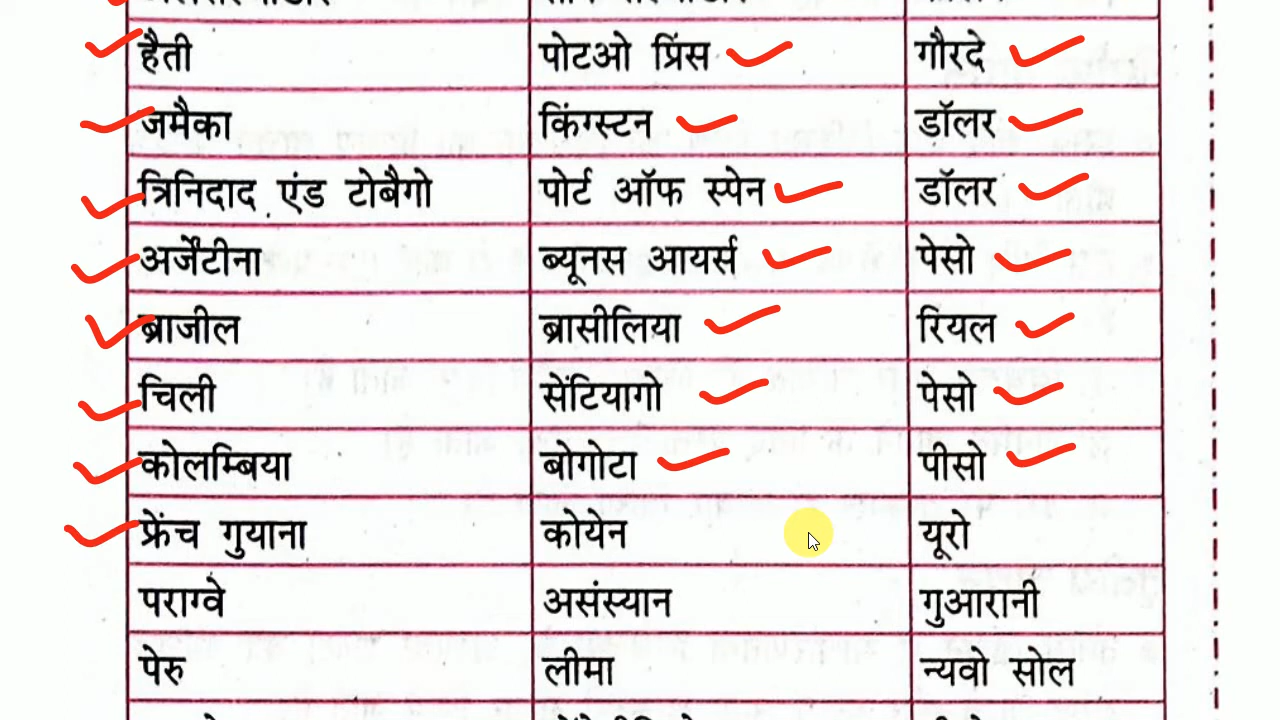 हैती पोटओ प्रिंस गौरदे
जमैका किंग्स्टन डॉलर
त्रिनिदाद एंड टोबैगो पोर्ट ऑफ स्पेन डॉलर
अर्जेंटीना ब्यूनस आयर्स पेसो
ब्राजील ब्रासीलिया रियल
चिली सेंटियागो पेसो
कोलम्बिया बोगोटा पीसो
फ्रेंच गुयाना कोयेन यूरो
पराग्वे असंस्यान गुआरानी
पेरु लीमा न्यवो सोल